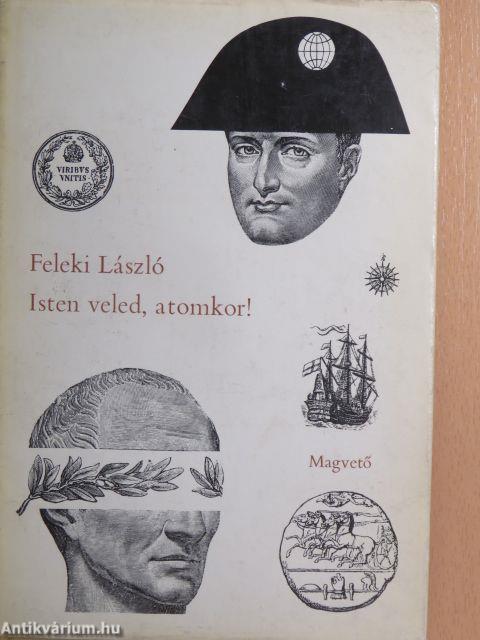 VIRIBVS
VNITIS
Feleki László
Isten veled, atomkor!
Magvető
Antikvárium.hu